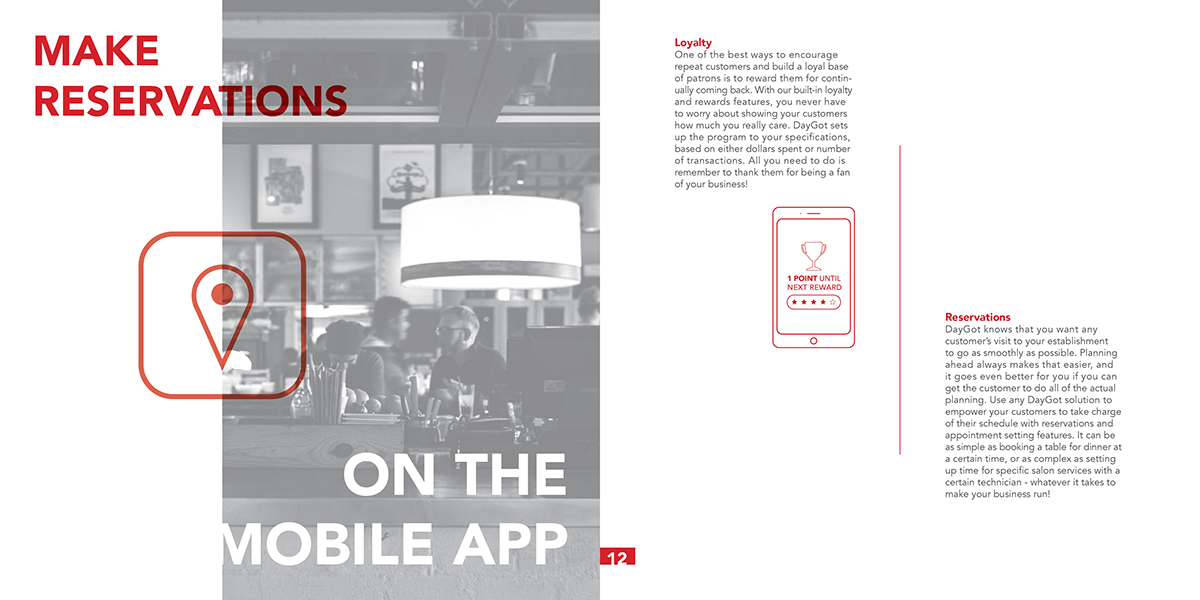 MAKE
RESERVATIONS
ON THE
MOBILE APP
12
Loyalty
One of the best ways to encourage
repeat customers and build a loyal base
of patrons is to reward them for contin-
ually coming back. With our built-in loyalty
and rewards features, you never have
to worry about showing your customers
how much you really care. DayGot sets
up the program to your specifications,
based on either dollars spent or number
of transactions. All you need to do is
remember to thank them for being a fan
of your business!
1 POINT UNTIL
NEXT REWARD
Reservations
DayGot knows that you want any
customer's visit to your establishment
to go as smoothly as possible. Planning
ahead always makes that easier, and
it goes even better for you if you can
get the customer to do all of the actual
planning. Use any DayGot solution to
empower your customers to take charge
of their schedule with reservations and
appointment setting features. It can be
as simple as booking a table for dinner at
a certain time, or as complex as setting
up time for specific salon services with a
certain technician - whatever it takes to
make your business run!